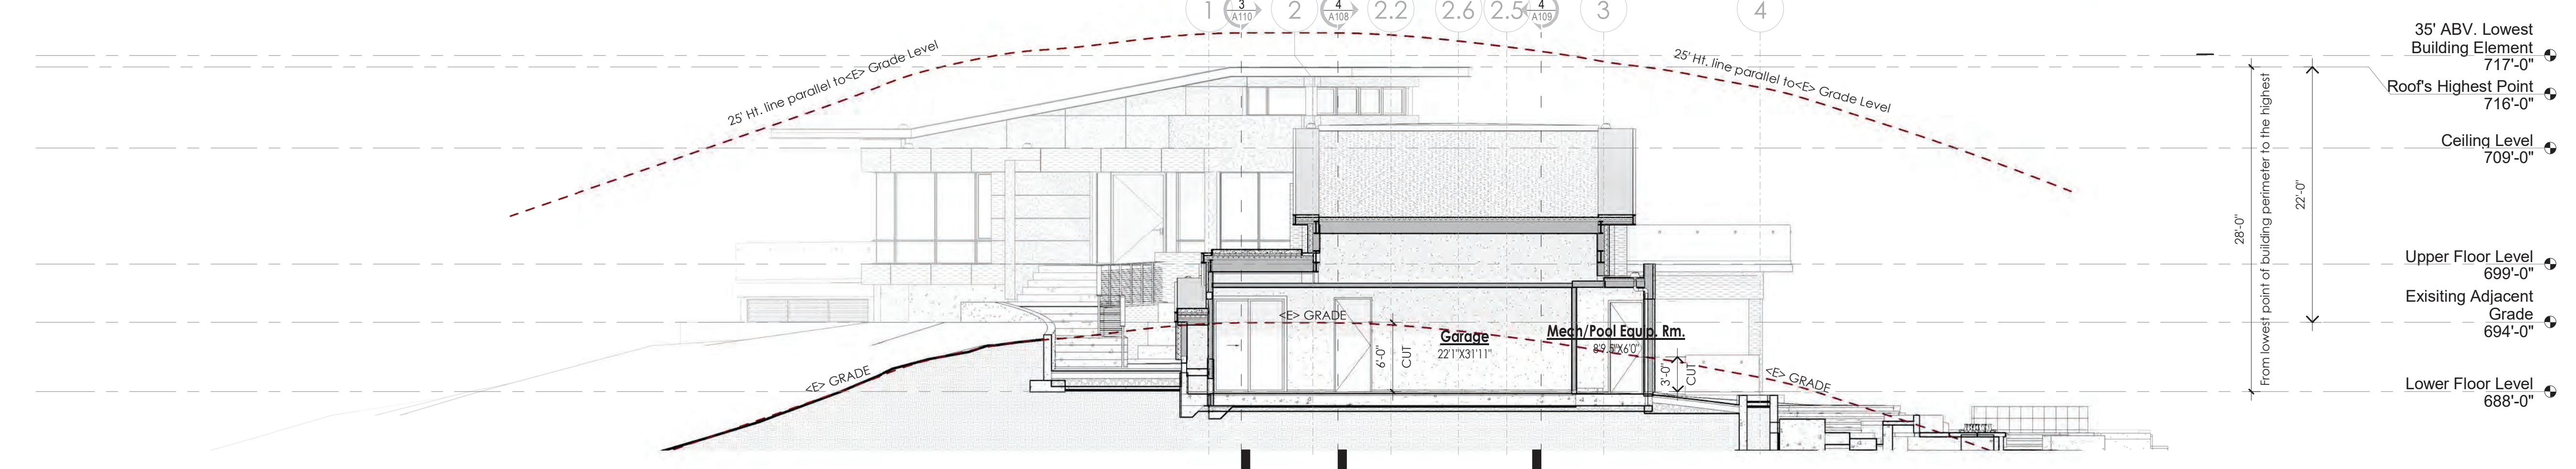 1
3
A110
2
4
A108
2.2
2.6
2.5
4
A109
3
4
35' ABV. Lowest
Building Element
717'-0"
Roof's Highest Point
716'-0"
Ceiling Level
709'-0"
Upper Floor Level
699'-0"
Exisiting Adjacent
Grade
694'-0"
Lower Floor Level
688'-0"
25' Ht. line parallel to<E> Grade Level
25' Ht. line parallel to<E> Grade Level
28'-0"
From lowest point of building perimeter to the highest
22'-0"
<E> GRADE
<E> GRADE
<E> GRADE
Garage
22'1"X31'11"
Mech/Pool Equip. Rm.
6'-0"
CUT
3'-0"
CUT